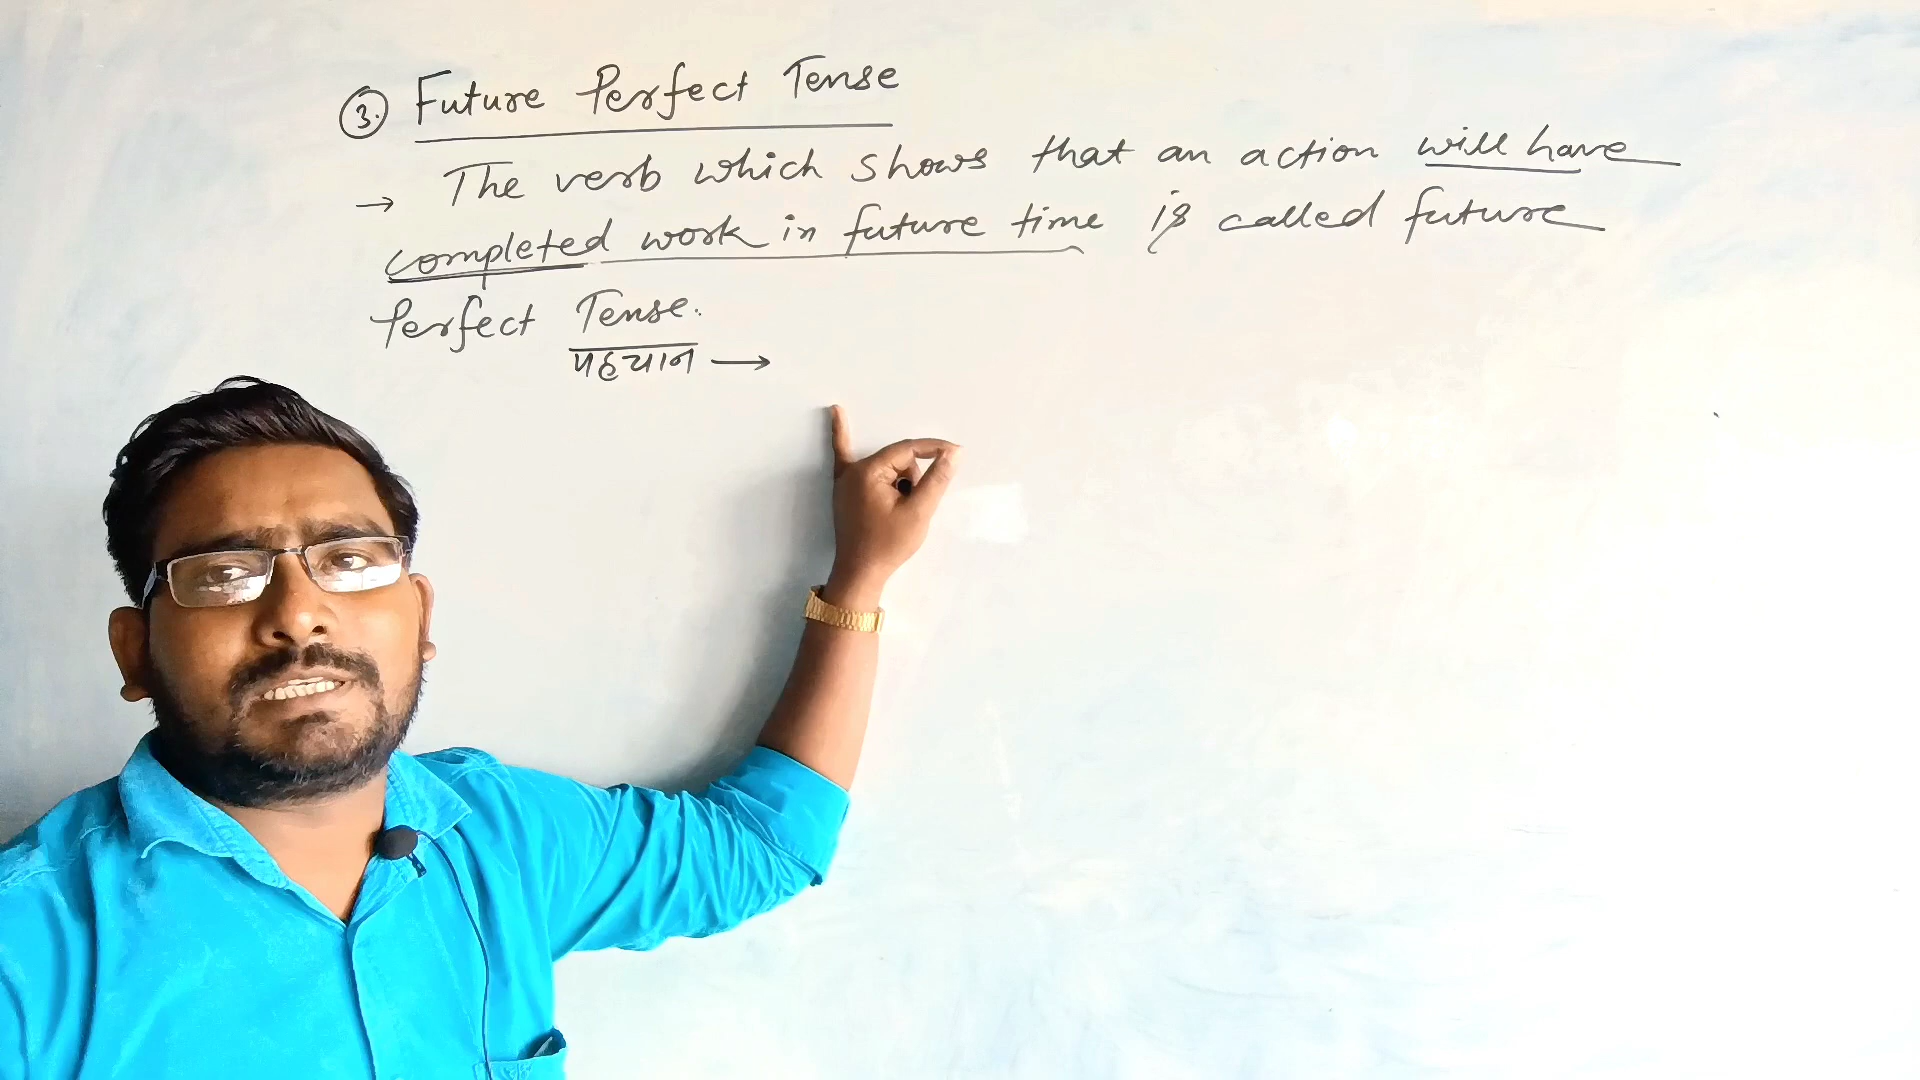 3. Future Perfect Tense
→ The verb which shows that an action will have
completed work in future time is called future
Perfect Tense.
पहचान →